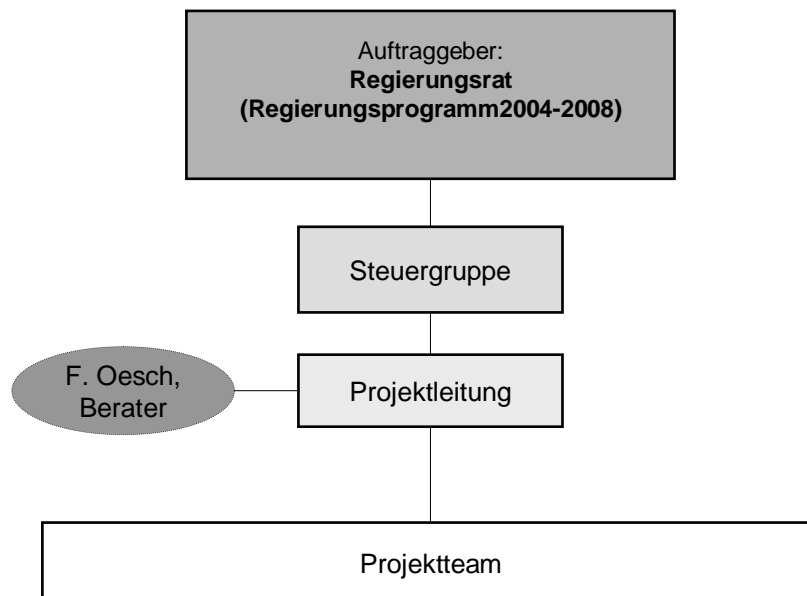 Auftraggeber:
Regierungsrat
(Regierungsprogramm2004-2008)
Steuergruppe
F. Oesch,
Berater
Projektleitung
Projektteam